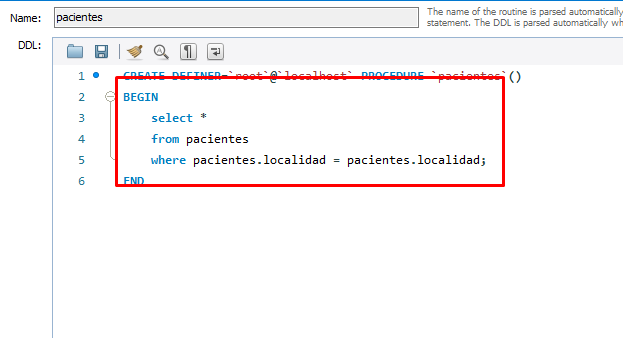 Name: pacientes
The name of the routine is parsed automatically
statement. The DDL is parsed automatically wh
DDL:
1 CREATE DEFINER=`root`@`localhost` PROCEDURE `pacientes`()
2 BEGIN
3 select *
4 from pacientes
5 where pacientes.localidad = pacientes.localidad;
6 END